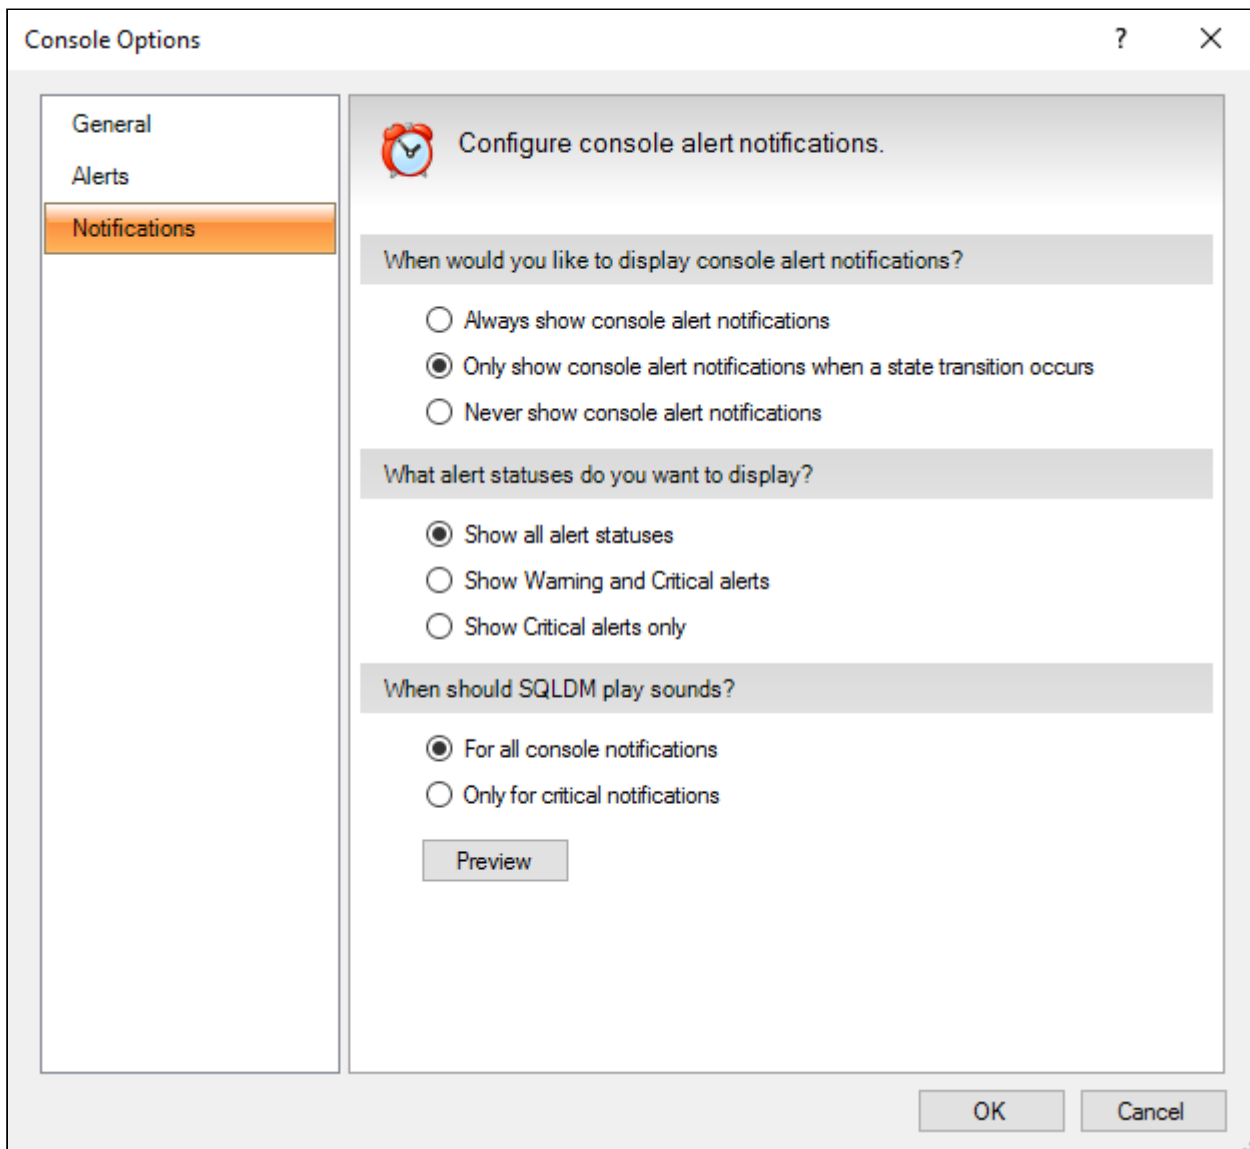 Console Options
?
General
Alerts
Notifications
Configure console alert notifications.
When would you like to display console alert notifications?
Always show console alert notifications
Only show console alert notifications when a state transition occurs
Never show console alert notifications
What alert statuses do you want to display?
Show all alert statuses
Show Warning and Critical alerts
Show Critical alerts only
When should SQLDM play sounds?
For all console notifications
Only for critical notifications
Preview
OK
Cancel